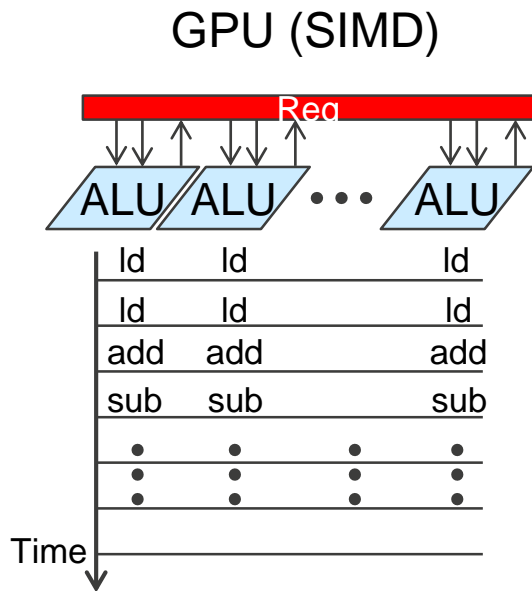 GPU (SIMD)
Reg
ALU ALU ••• ALU
ld ld ld
ld ld ld
add add add
sub sub sub
Time